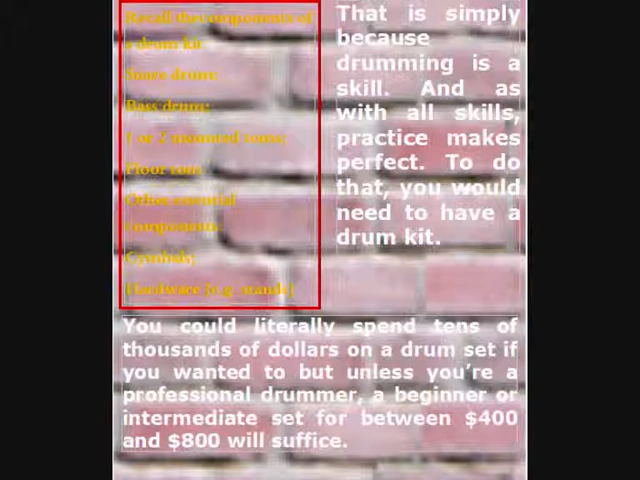 Recall the components of
a drum kit
Snare drum;
Bass drum;
1 or 2 mounted toms;
Floor tom
Other essential
components.
Cymbals;
Hardware [e.g. stands]
That is simply
because
drumming is a
skill. And as
with all skills,
practice makes
perfect. To do
that, you would
need to have a
drum kit.
You could literally spend tens of
thousands of dollars on a drum set if
you wanted to but unless you're a
professional drummer, a beginner or
intermediate set for between $400
and $800 will suffice.